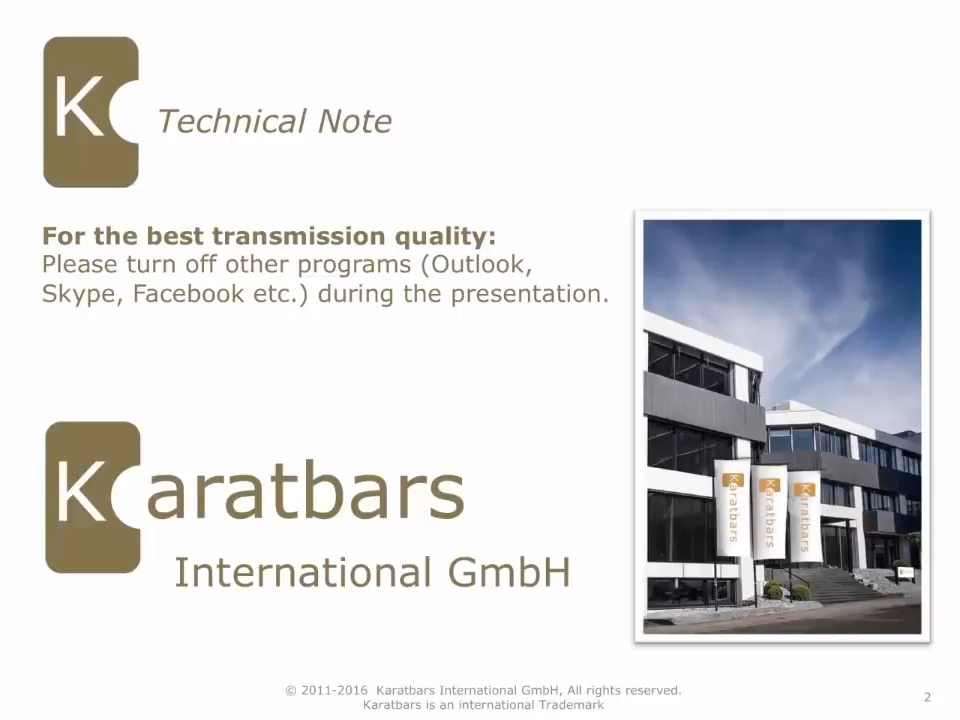 K
Technical Note
For the best transmission quality:
Please turn off other programs (Outlook,
Skype, Facebook etc.) during the presentation.
Karatbars
International GmbH
Karatbars
Karatbars
Karatbars
© 2011-2016 Karatbars International GmbH, All rights reserved.
Karatbars is an international Trademark
2